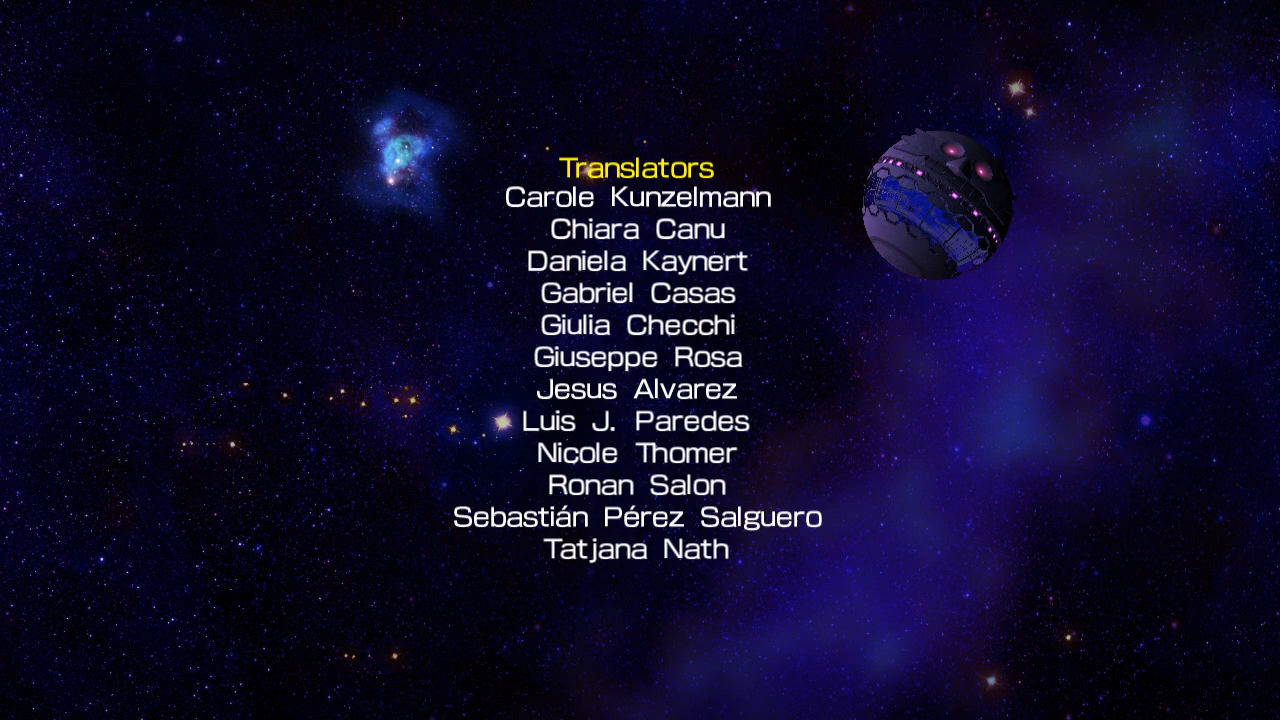 Translators
Carole Kunzelmann
Chiara Canu
Daniela Kaynert
Gabriel Casas
Giulia Checchi
Giuseppe Rosa
Jesus Alvarez
Luis J. Paredes
Nicole Thomer
Ronan Salon
Sebastián Pérez Salguero
Tatjana Nath